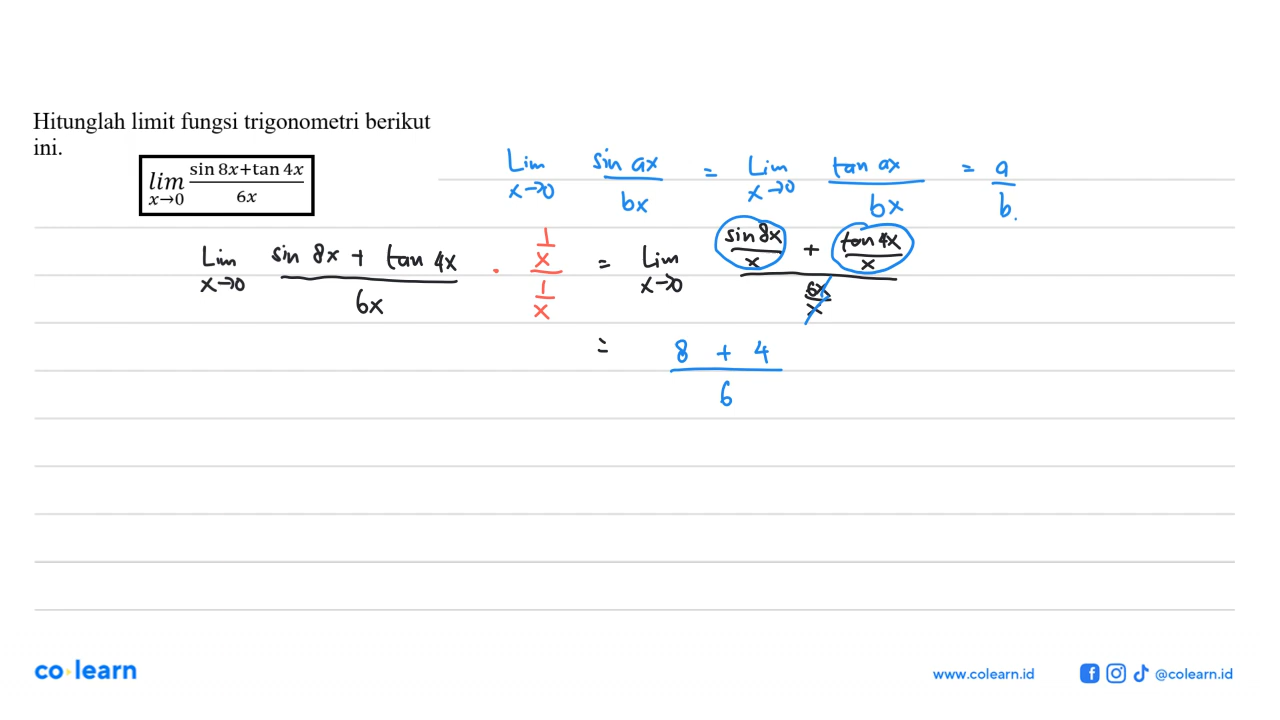 Hitunglah limit fungsi trigonometri berikut
ini.
lim x→0 sin 8x+tan 4x / 6x
Lim x→0 sin ax / bx = Lim x→0 tan ax / bx = a / b.
Lim x→0 sin 8x + tan 4x / 6x · 1/x / 1/x = Lim x→0 sin 8x / x + tan 4x / x / 6x / x
= 8 + 4 / 6
co learn
www.colearn.id
@colearn.id